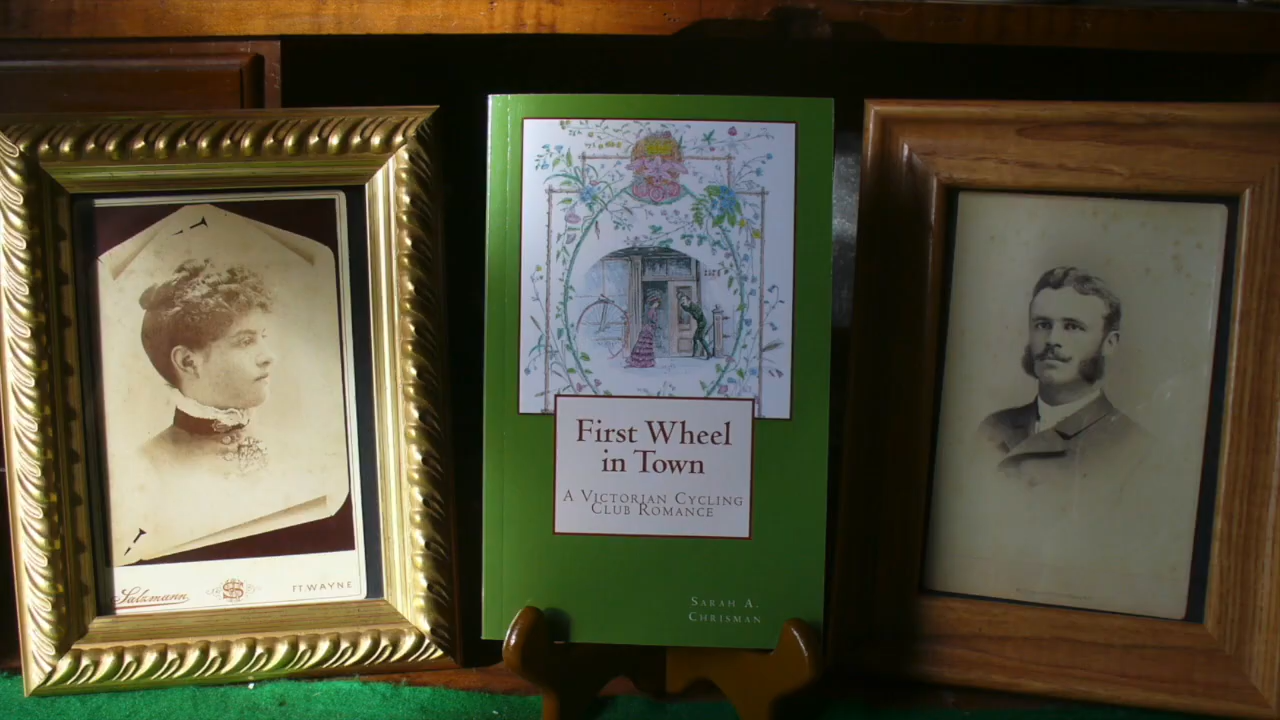 First Wheel
in Town
A Victorian Cycling
Club Romance
Sarah A.
Chrisman
Salzmann
FT. WAYNE